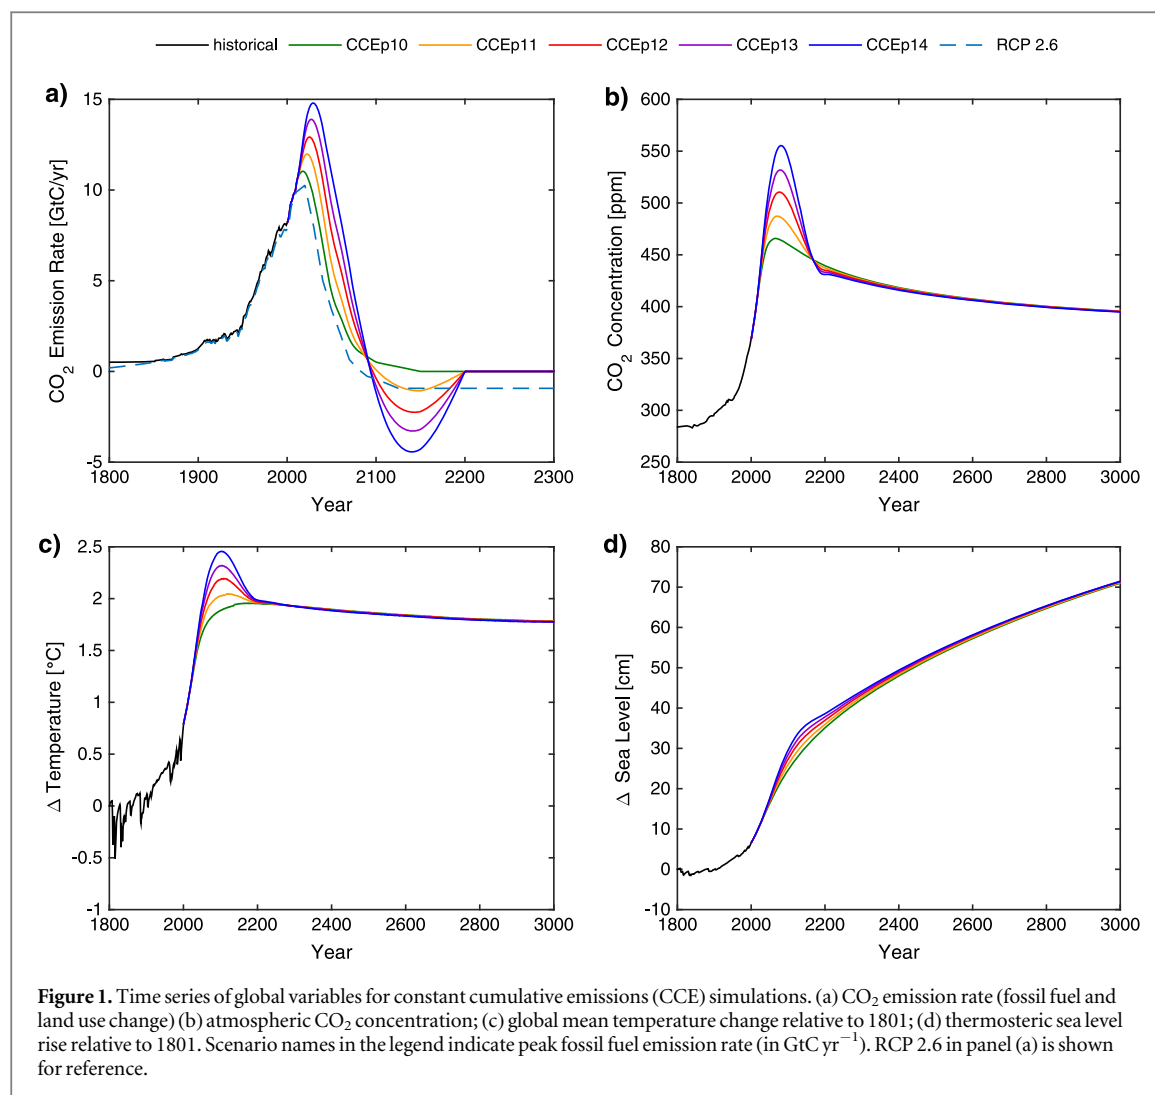 historical CCEp10 CCEp11 CCEp12 CCEp13 CCEp14 RCP 2.6
a)
15
10
5
0
-5
CO2 Emission Rate [GtC/yr]
1800 1900 2000 2100 2200 2300
Year
b)
600
550
500
450
400
350
300
250
CO2 Concentration [ppm]
1800 2000 2200 2400 2600 2800 3000
Year
c)
2.5
2
1.5
1
0.5
0
-0.5
-1
Δ Temperature [°C]
1800 2000 2200 2400 2600 2800 3000
Year
d)
80
70
60
50
40
30
20
10
0
-10
Δ Sea Level [cm]
1800 2000 2200 2400 2600 2800 3000
Year
Figure 1. Time series of global variables for constant cumulative emissions (CCE) simulations. (a) CO2 emission rate (fossil fuel and
land use change) (b) atmospheric CO2 concentration; (c) global mean temperature change relative to 1801; (d) thermosteric sea level
rise relative to 1801. Scenario names in the legend indicate peak fossil fuel emission rate (in GtC yr−1). RCP 2.6 in panel (a) is shown
for reference.